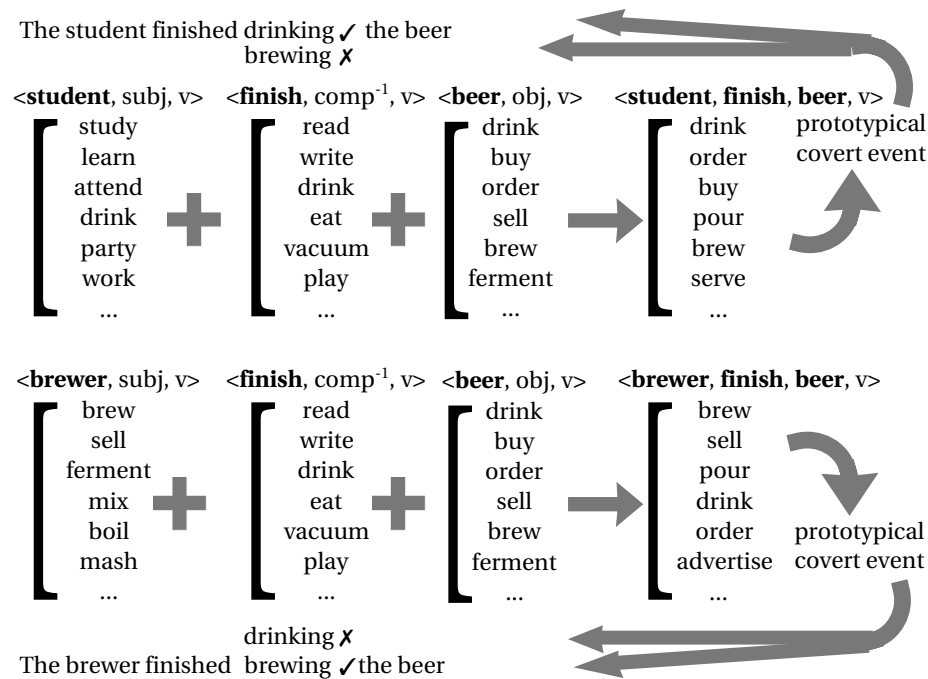 The student finished drinking ✓ the beer
brewing ✗
<student, subj, v> <finish, comp⁻¹, v> <beer, obj, v> <student, finish, beer, v>
study read drink drink prototypical
learn write buy order covert event
attend drink order buy
drink eat sell pour
party vacuum brew brew
work play ferment serve
... ... ... ...
<brewer, subj, v> <finish, comp⁻¹, v> <beer, obj, v> <brewer, finish, beer, v>
brew read drink brew
sell write buy sell
ferment drink order pour
mix eat sell drink
boil vacuum brew order prototypical
mash play ferment advertise covert event
... ... ... ...
drinking ✗
The brewer finished brewing ✓ the beer